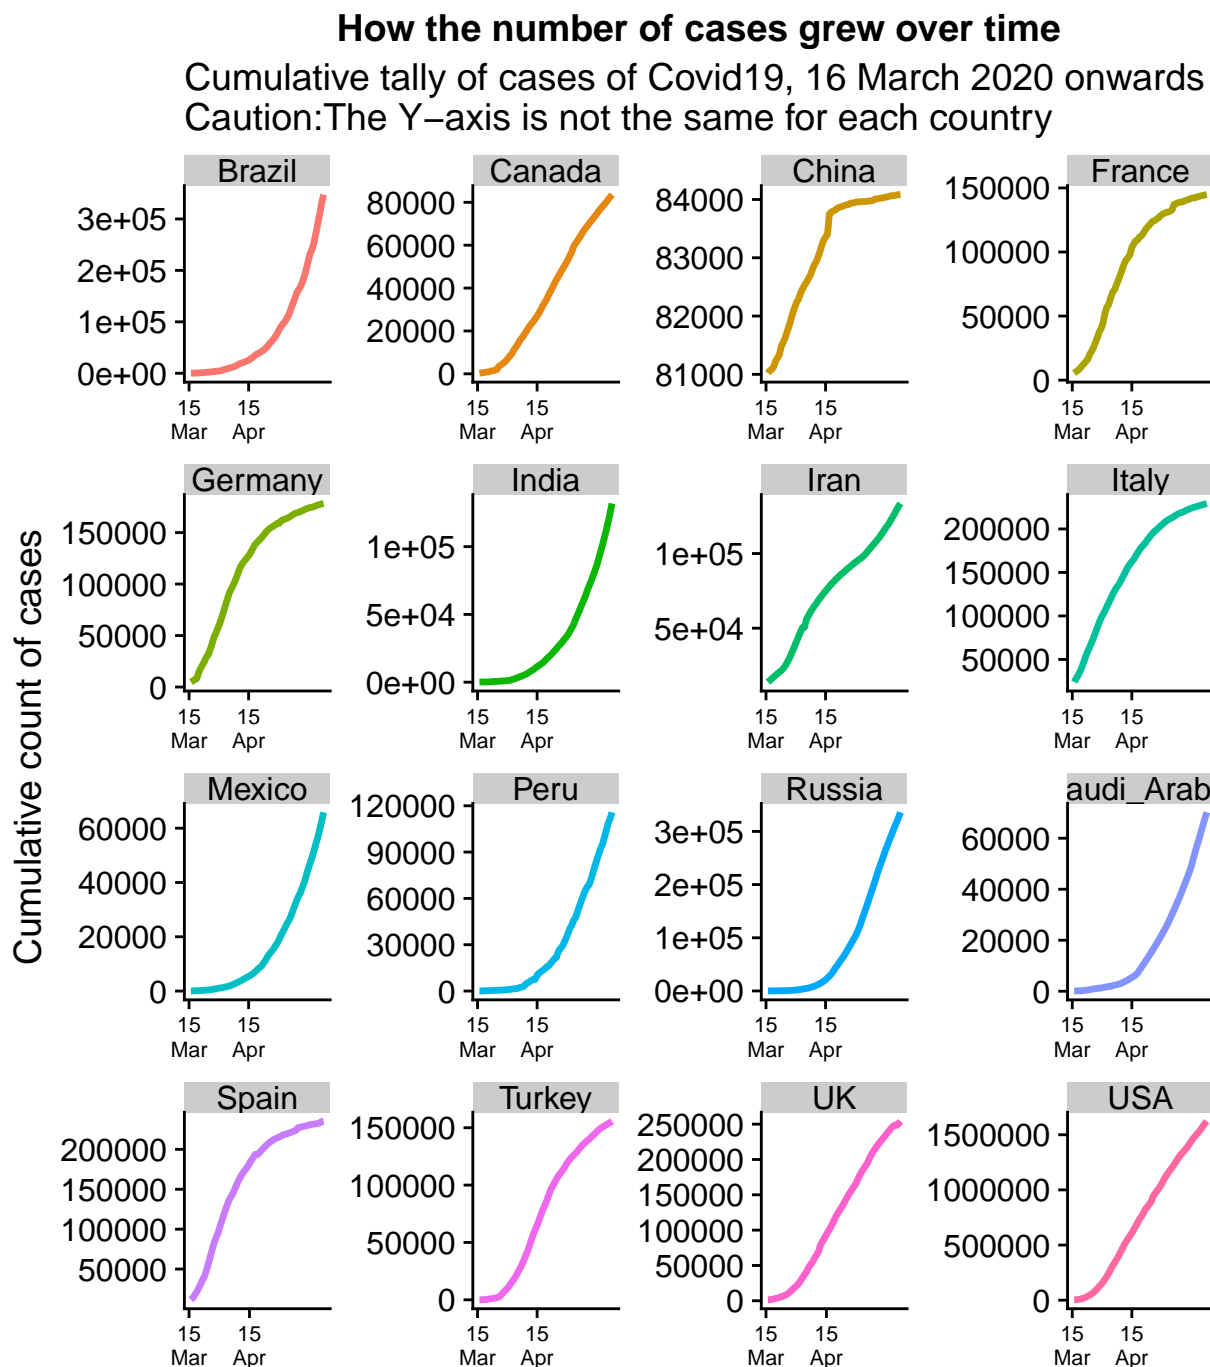 How the number of cases grew over time
Cumulative tally of cases of Covid19, 16 March 2020 onwards
Caution:The Y−axis is not the same for each country
Cumulative count of cases
Brazil
3e+05
2e+05
1e+05
0e+00
15 Mar
15 Apr
Canada
80000
60000
40000
20000
0
15 Mar
15 Apr
China
84000
83000
82000
81000
15 Mar
15 Apr
France
150000
100000
50000
0
15 Mar
15 Apr
Germany
150000
100000
50000
0
15 Mar
15 Apr
India
1e+05
5e+04
0e+00
15 Mar
15 Apr
Iran
1e+05
5e+04
15 Mar
15 Apr
Italy
200000
150000
100000
50000
15 Mar
15 Apr
Mexico
60000
40000
20000
0
15 Mar
15 Apr
Peru
120000
90000
60000
30000
0
15 Mar
15 Apr
Russia
3e+05
2e+05
1e+05
0e+00
15 Mar
15 Apr
audi_Arab
60000
40000
20000
0
15 Mar
15 Apr
Spain
200000
150000
100000
50000
15 Mar
15 Apr
Turkey
150000
100000
50000
0
15 Mar
15 Apr
UK
250000
200000
150000
100000
50000
0
15 Mar
15 Apr
USA
1500000
1000000
500000
0
15 Mar
15 Apr